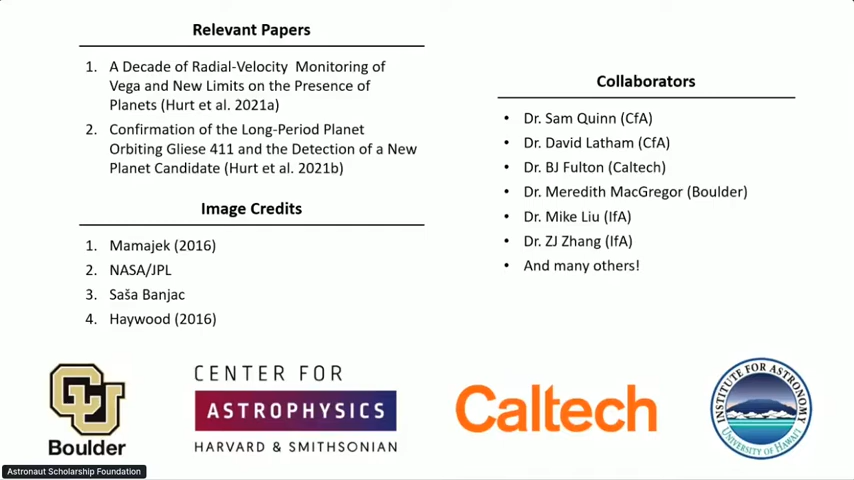 Relevant Papers
1. A Decade of Radial-Velocity Monitoring of
Vega and New Limits on the Presence of
Planets (Hurt et al. 2021a)
2. Confirmation of the Long-Period Planet
Orbiting Gliese 411 and the Detection of a New
Planet Candidate (Hurt et al. 2021b)
Image Credits
1. Mamajek (2016)
2. NASA/JPL
3. Saša Banjac
4. Haywood (2016)
Collaborators
• Dr. Sam Quinn (CfA)
• Dr. David Latham (CfA)
• Dr. BJ Fulton (Caltech)
• Dr. Meredith MacGregor (Boulder)
• Dr. Mike Liu (IfA)
• Dr. ZJ Zhang (IfA)
• And many others!
CU
Boulder
CENTER FOR
ASTROPHYSICS
HARVARD & SMITHSONIAN
Caltech
INSTITUTE FOR ASTRONOMY
UNIVERSITY OF HAWAII
Astronaut Scholarship Foundation